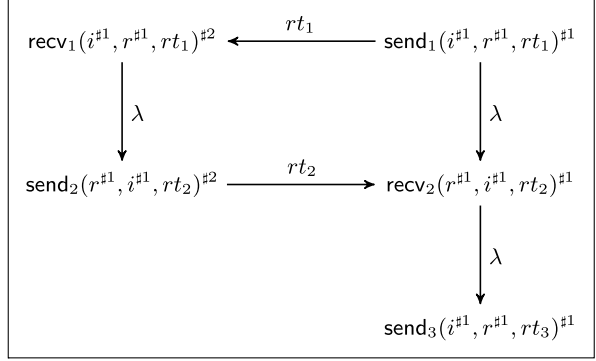 rt₁
recv₁(i^♯1, r^♯1, rt₁)^♯2 send₁(i^♯1, r^♯1, rt₁)^♯1
λ λ
rt₂
send₂(r^♯1, i^♯1, rt₂)^♯2 recv₂(r^♯1, i^♯1, rt₂)^♯1
λ
send₃(i^♯1, r^♯1, rt₃)^♯1